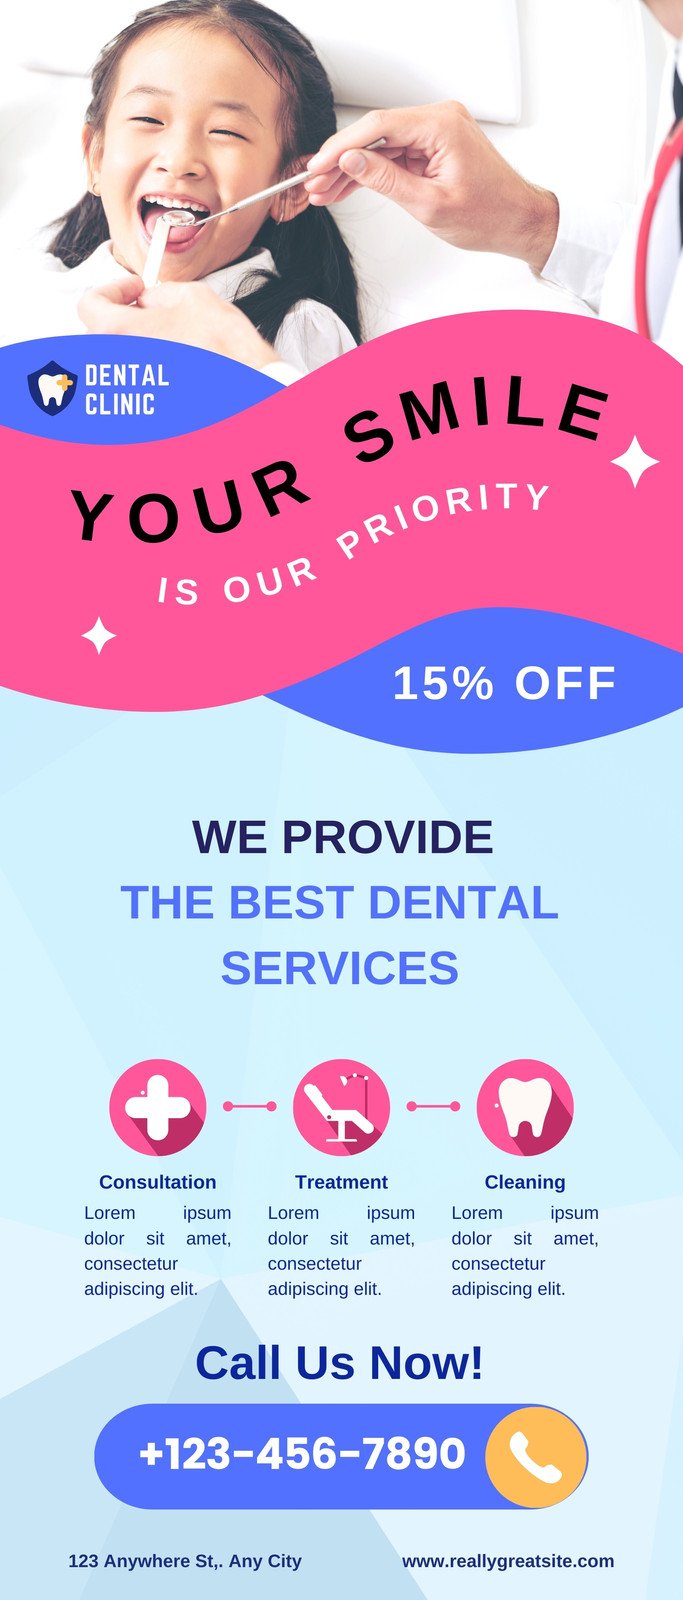 DENTAL
CLINIC
YOUR SMILE
IS OUR PRIORITY
15% OFF
WE PROVIDE
THE BEST DENTAL
SERVICES
Consultation
Lorem ipsum
dolor sit amet,
consectetur
adipiscing elit.
Treatment
Lorem ipsum
dolor sit amet,
consectetur
adipiscing elit.
Cleaning
Lorem ipsum
dolor sit amet,
consectetur
adipiscing elit.
Call Us Now!
+123-456-7890
123 Anywhere St,. Any City
www.reallygreatsite.com